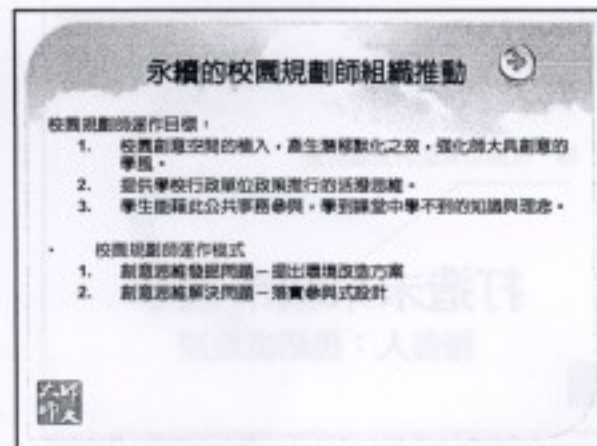 永續的校園規劃師組織推動
校園規劃師運作目標：
1. 校園創意空間的植入，產生潛移默化之效，強化師大具創意的
學風。
2. 提供學校行政單位政策推行的活潑思維。
3. 學生能藉此公共事務參與，學到課堂中學不到的知識與理念。
• 校園規劃師運作模式
1. 創意思維發掘問題－提出環境改造方案
2. 創意思維解決問題－落實參與式設計